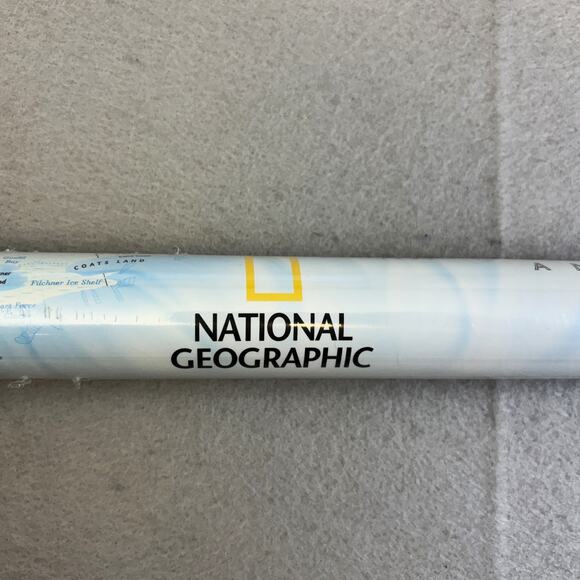 COATS LAND
Filchner Ice Shelf
NATIONAL
GEOGRAPHIC
A